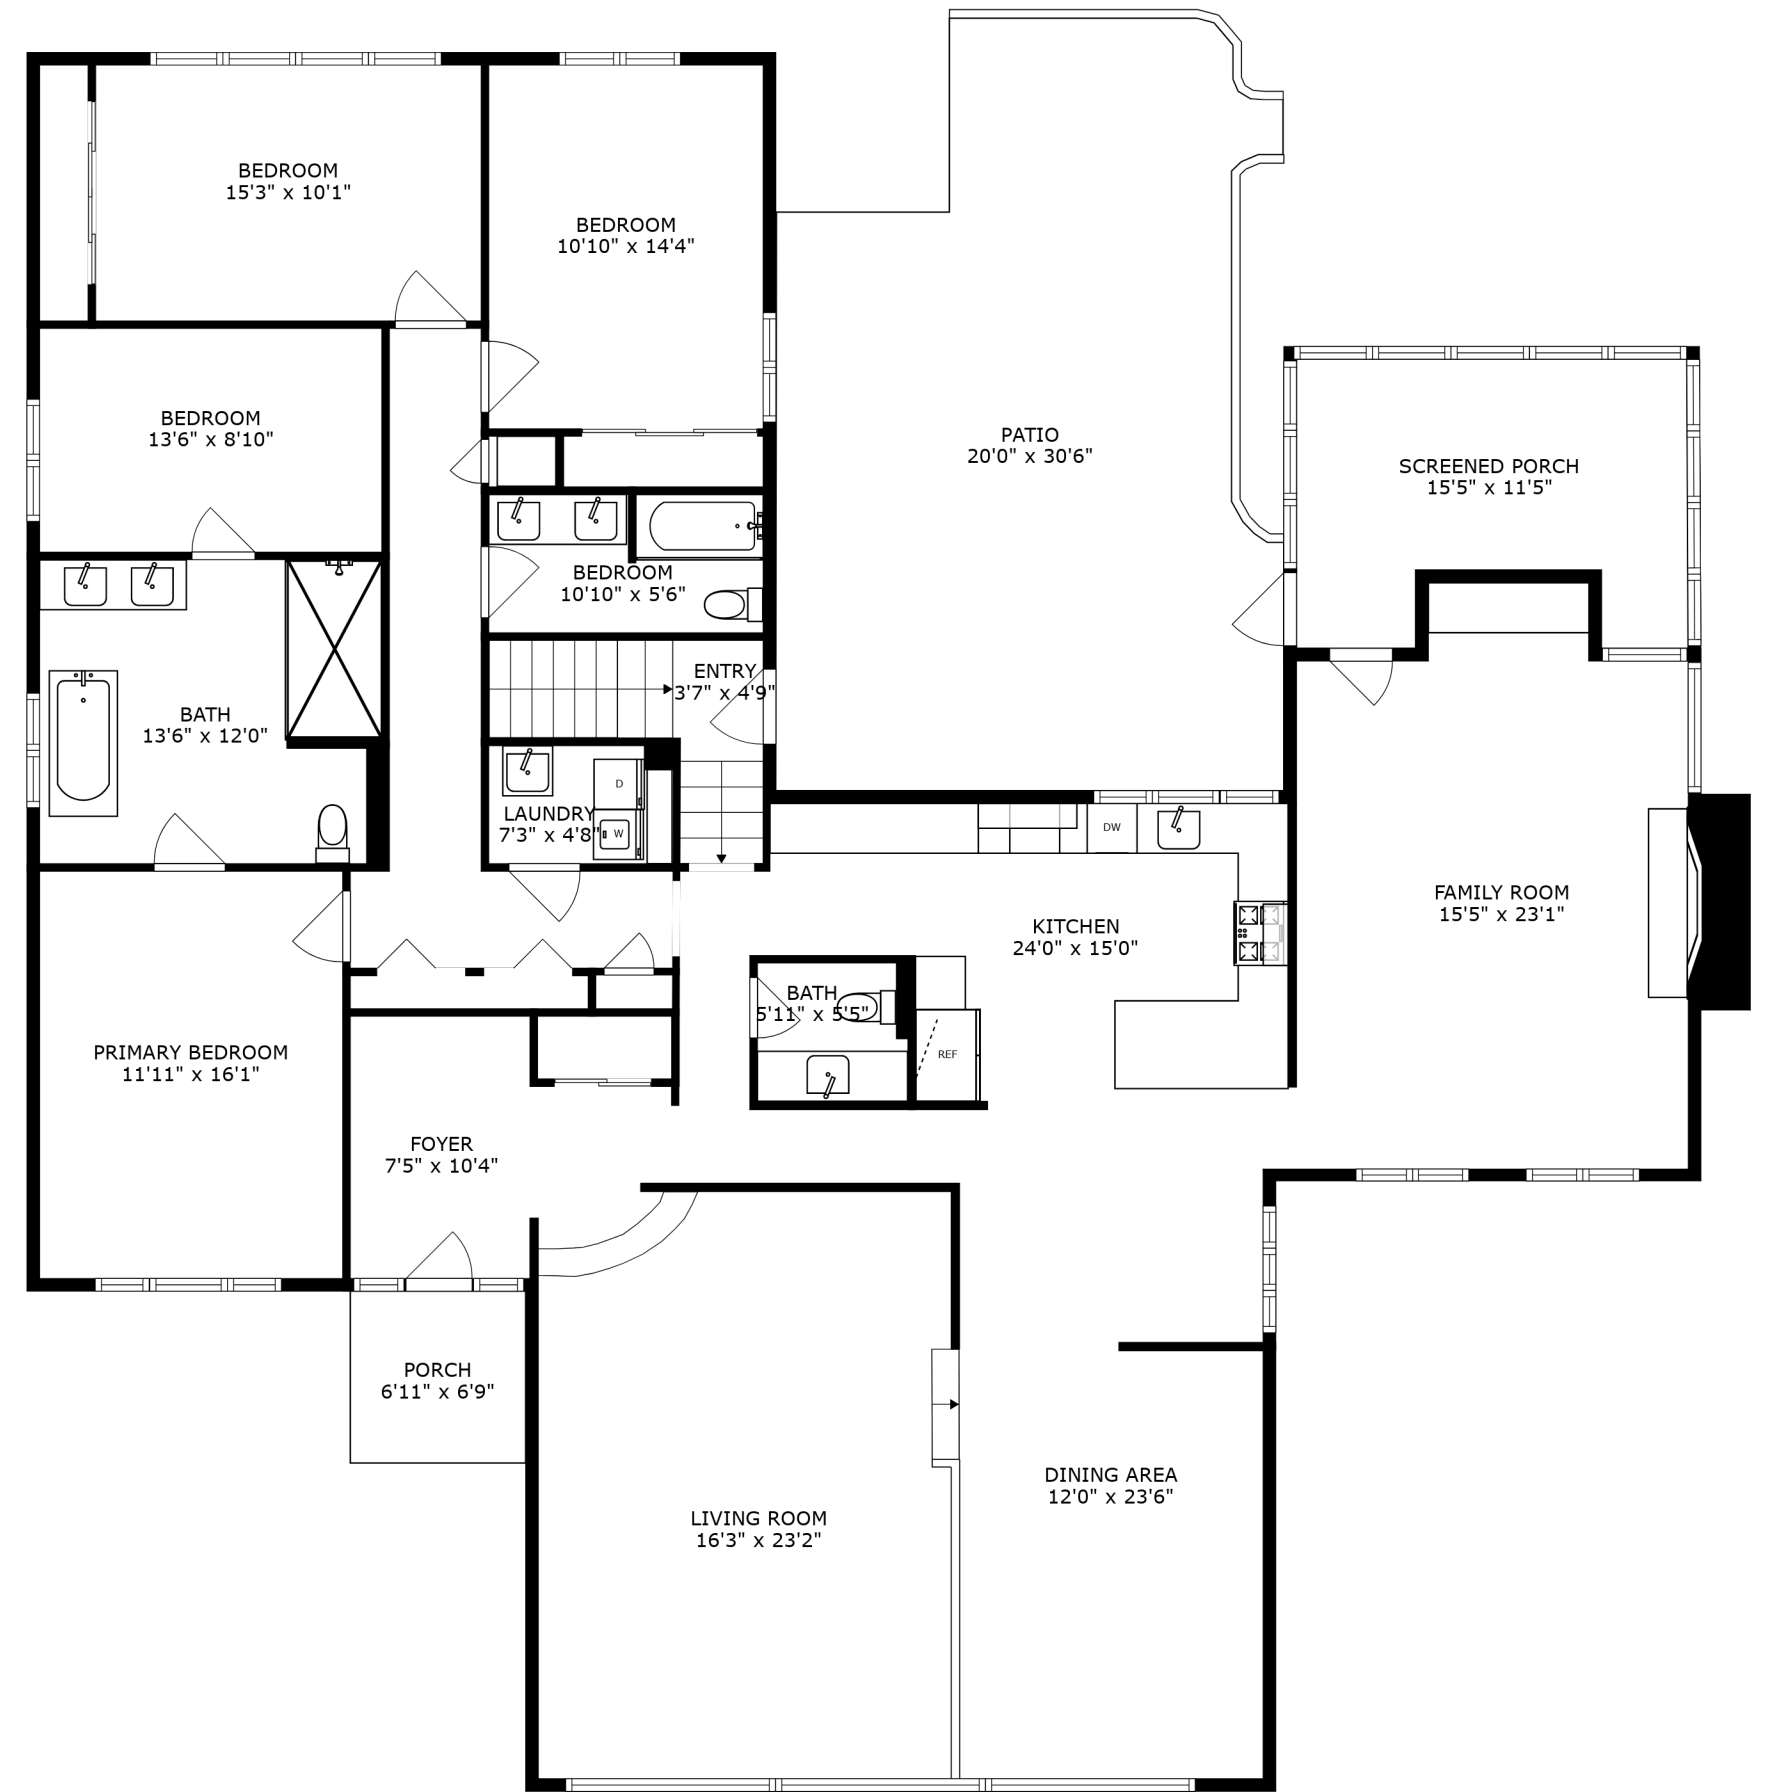 BEDROOM
15'3" x 10'1"
BEDROOM
10'10" x 14'4"
BEDROOM
13'6" x 8'10"
PATIO
20'0" x 30'6"
SCREENED PORCH
15'5" x 11'5"
BEDROOM
10'10" x 5'6"
ENTRY
3'7" x 4'9"
BATH
13'6" x 12'0"
D
LAUNDRY
7'3" x 4'8"
W
DW
FAMILY ROOM
15'5" x 23'1"
KITCHEN
24'0" x 15'0"
BATH
5'11" x 5'5"
REF
PRIMARY BEDROOM
11'11" x 16'1"
FOYER
7'5" x 10'4"
PORCH
6'11" x 6'9"
DINING AREA
12'0" x 23'6"
LIVING ROOM
16'3" x 23'2"